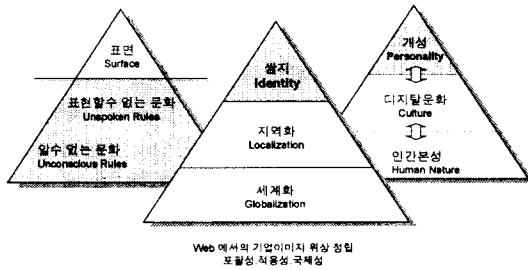 표면
Surface
표현할수 없는 문화
Unspoken Rules
알수 없는 문화
Unconscious Rules
쌈지
Identity
지역화
Localization
세계화
Globalization
개성
Personality
디지탈문화
Culture
인간본성
Human Nature
Web 에서의 기업이미지 위상 정립
포괄성.적용성.국제성